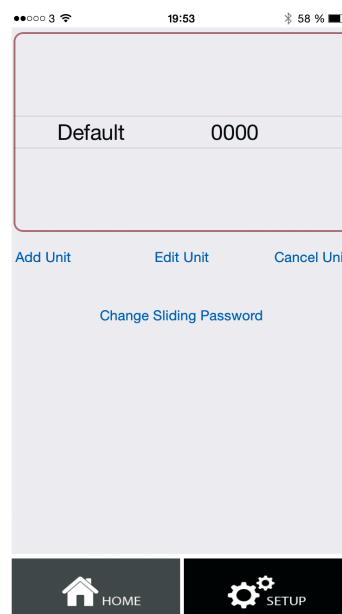 3 19:53 58 %
Default 0000
Add Unit Edit Unit Cancel Uni
Change Sliding Password
HOME SETUP